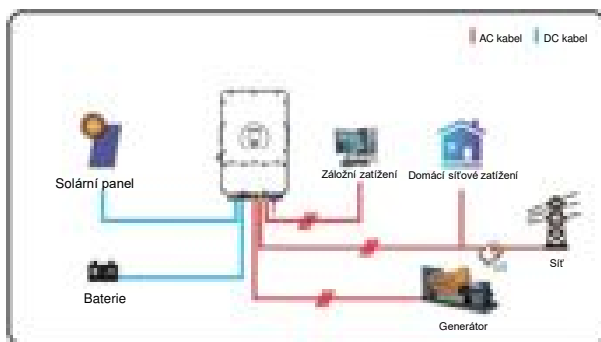 AC kabel
DC kabel
Solární panel
Záložní zatížení
Domácí síťové zatížení
Síť
Baterie
Generátor